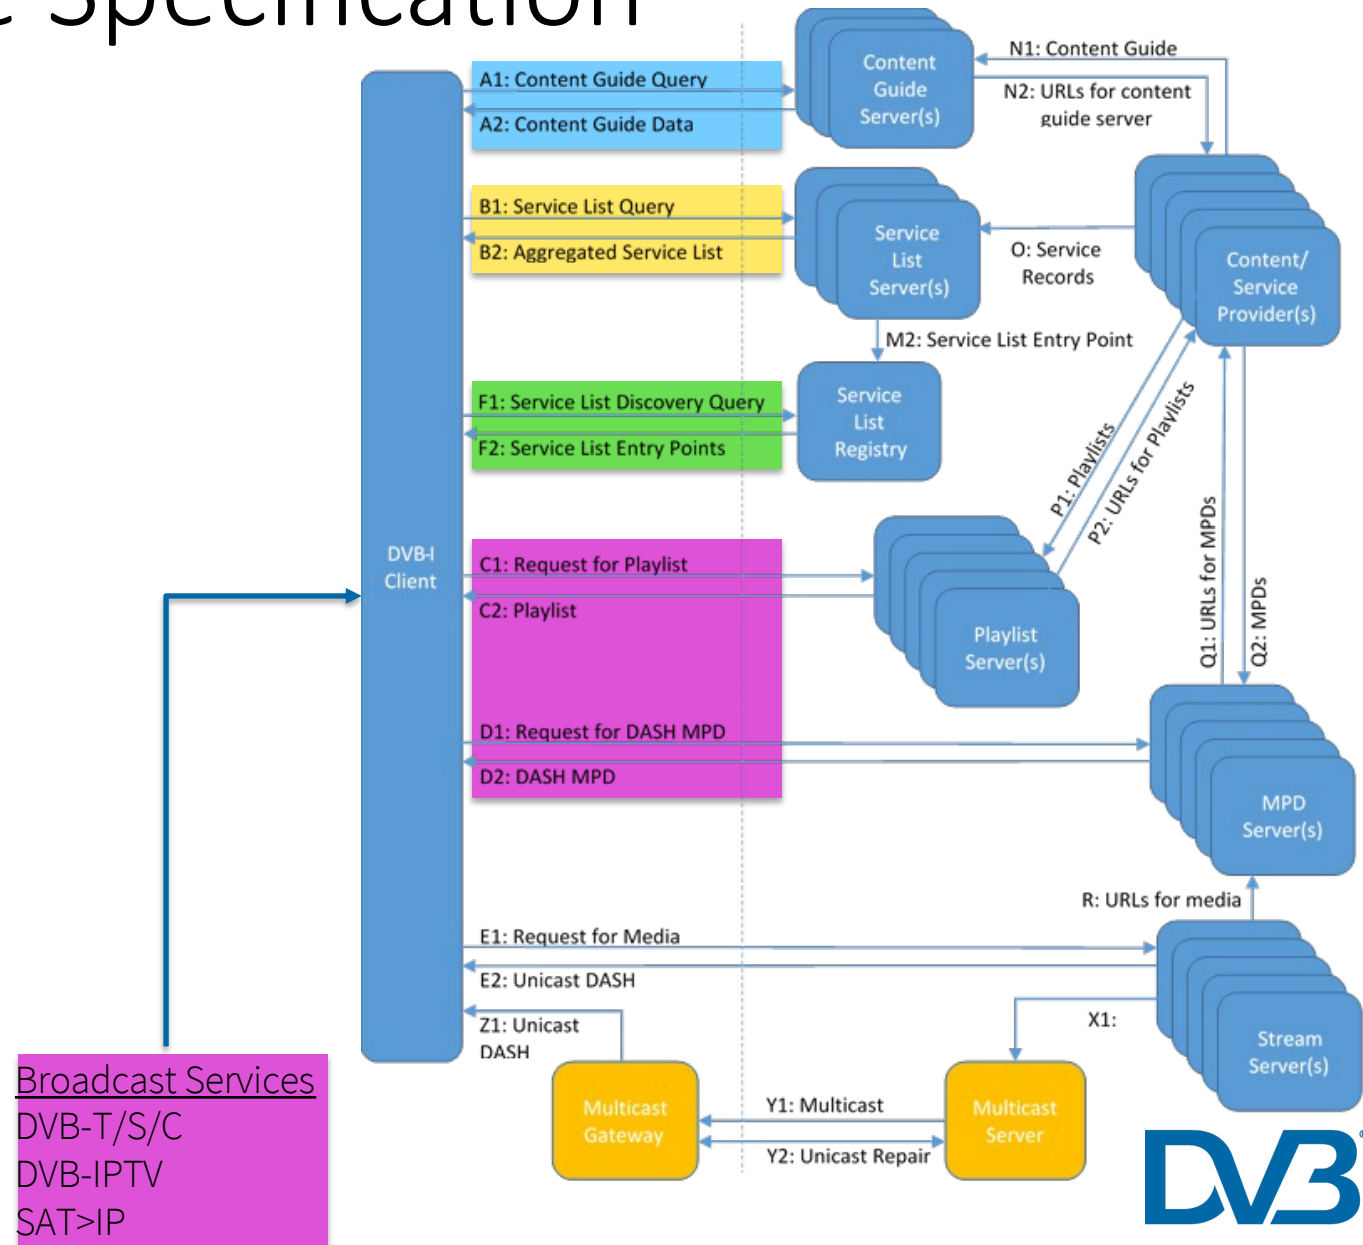 Specification
A1: Content Guide Query
A2: Content Guide Data
Content
Guide
Server(s)
N1: Content Guide
N2: URLs for content
guide server
B1: Service List Query
B2: Aggregated Service List
Service
List
Server(s)
O: Service
Records
Content/
Service
Provider(s)
M2: Service List Entry Point
F1: Service List Discovery Query
F2: Service List Entry Points
Service
List
Registry
P1: Playlists
P2: URLs for Playlists
Q1: URLs for MPDs
Q2: MPDs
DVB-I
Client
C1: Request for Playlist
C2: Playlist
Playlist
Server(s)
D1: Request for DASH MPD
D2: DASH MPD
MPD
Server(s)
R: URLs for media
E1: Request for Media
E2: Unicast DASH
Z1: Unicast
DASH
X1:
Stream
Server(s)
Multicast
Gateway
Y1: Multicast
Y2: Unicast Repair
Multicast
Server
Broadcast Services
DVB-T/S/C
DVB-IPTV
SAT>IP
DVB